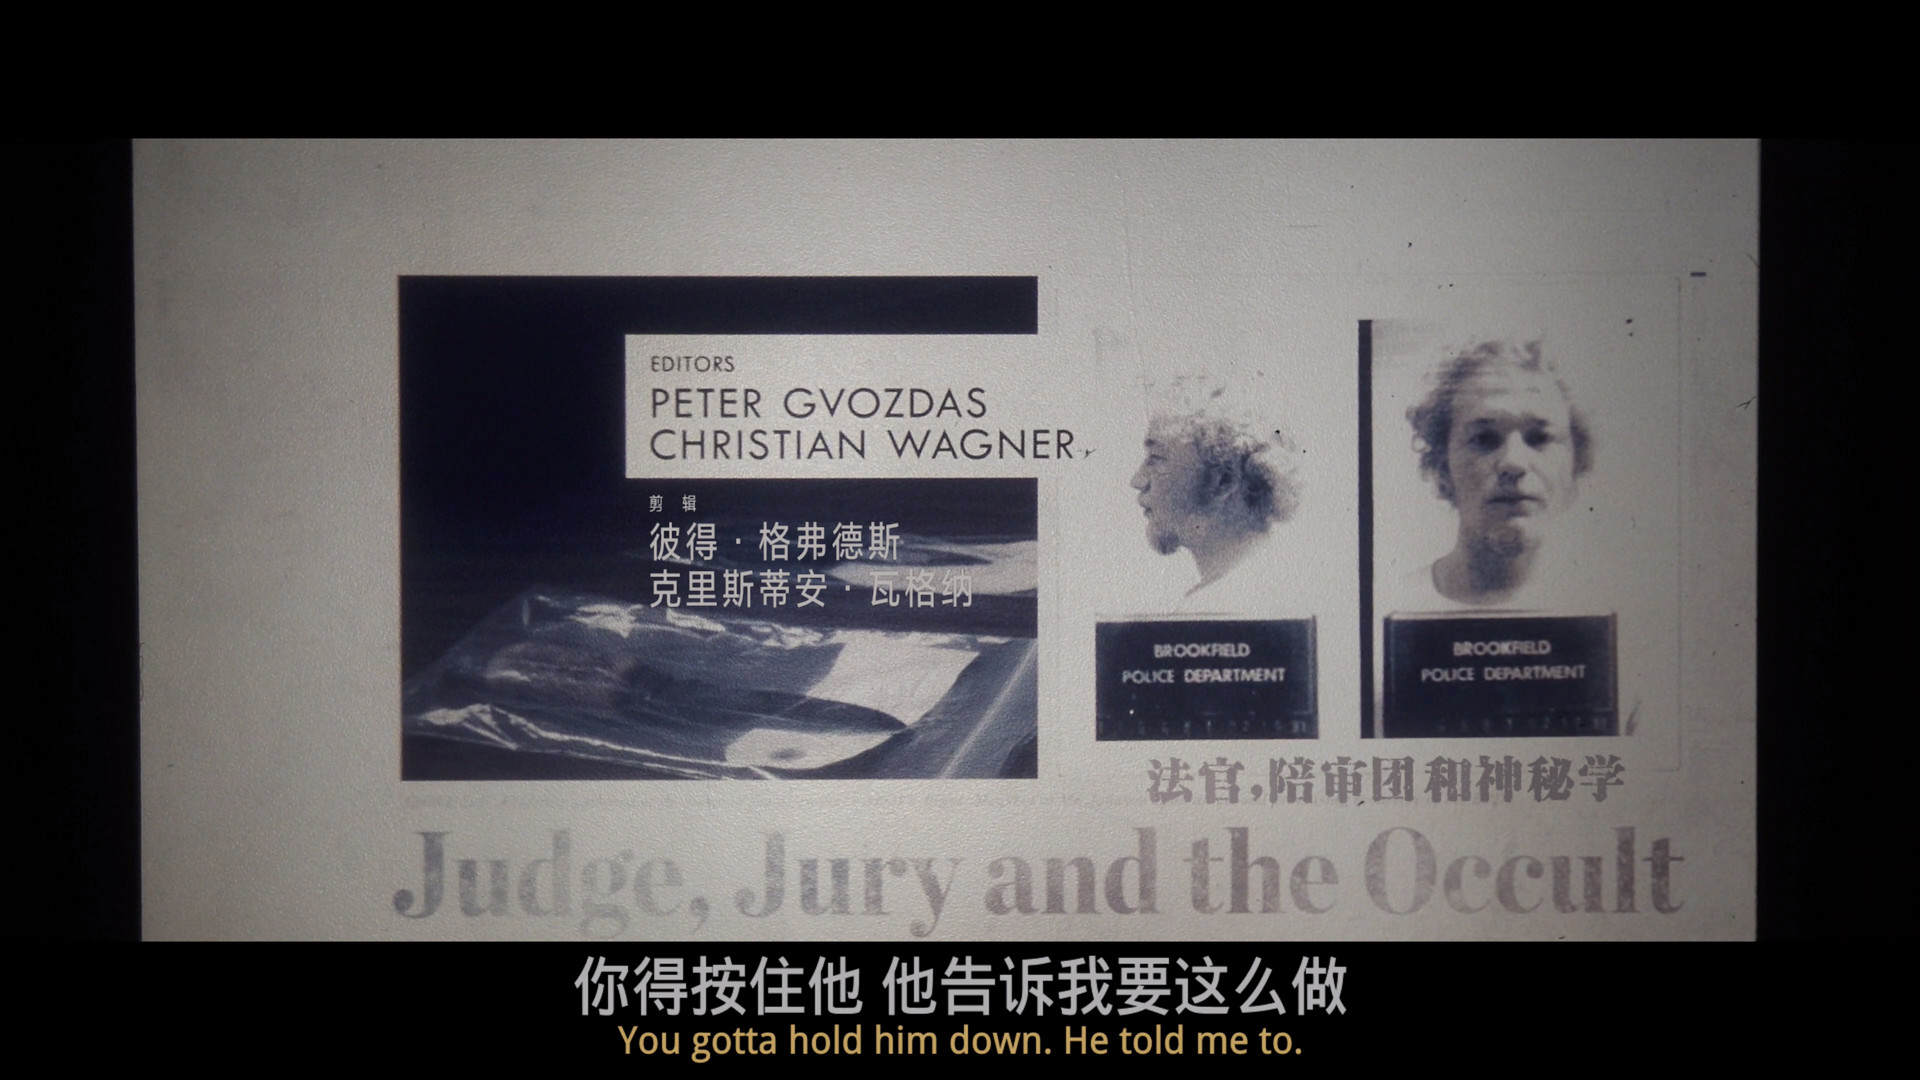 EDITORS
PETER GVOZDAS
CHRISTIAN WAGNER
剪 辑
彼得·格弗德斯
克里斯蒂安·瓦格纳
BROOKFIELD
POLICE DEPARTMENT
BROOKFIELD
POLICE DEPARTMENT
法官,陪审团和神秘学
Judge, Jury and the Occult
你得按住他 他告诉我要这么做
You gotta hold him down. He told me to.